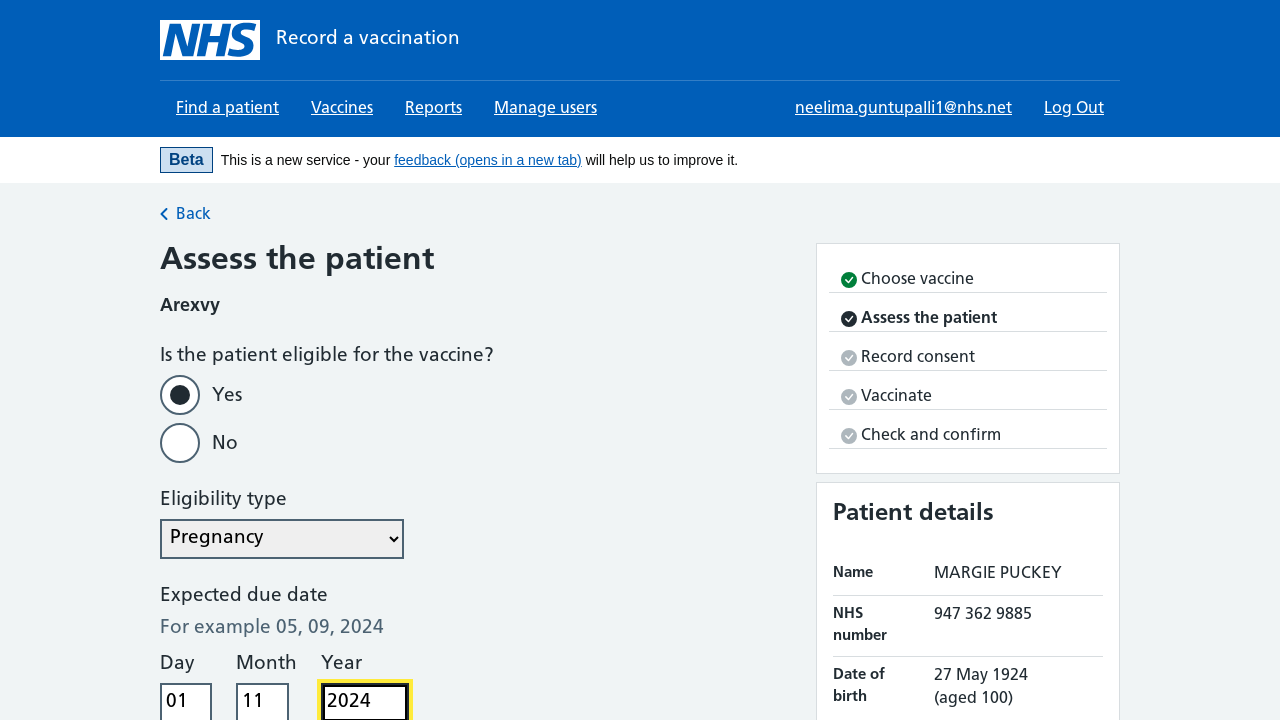 NHS Record a vaccination
Find a patient Vaccines Reports Manage users neelima.guntupalli1@nhs.net Log Out
Beta This is a new service - your feedback (opens in a new tab) will help us to improve it.
Back
Assess the patient
Arexvy
Is the patient eligible for the vaccine?
Yes
No
Eligibility type
Pregnancy
Expected due date
For example 05, 09, 2024
Day Month Year
01 11 2024
Choose vaccine
Assess the patient
Record consent
Vaccinate
Check and confirm
Patient details
Name MARGIE PUCKEY
NHS number 947 362 9885
Date of birth 27 May 1924 (aged 100)